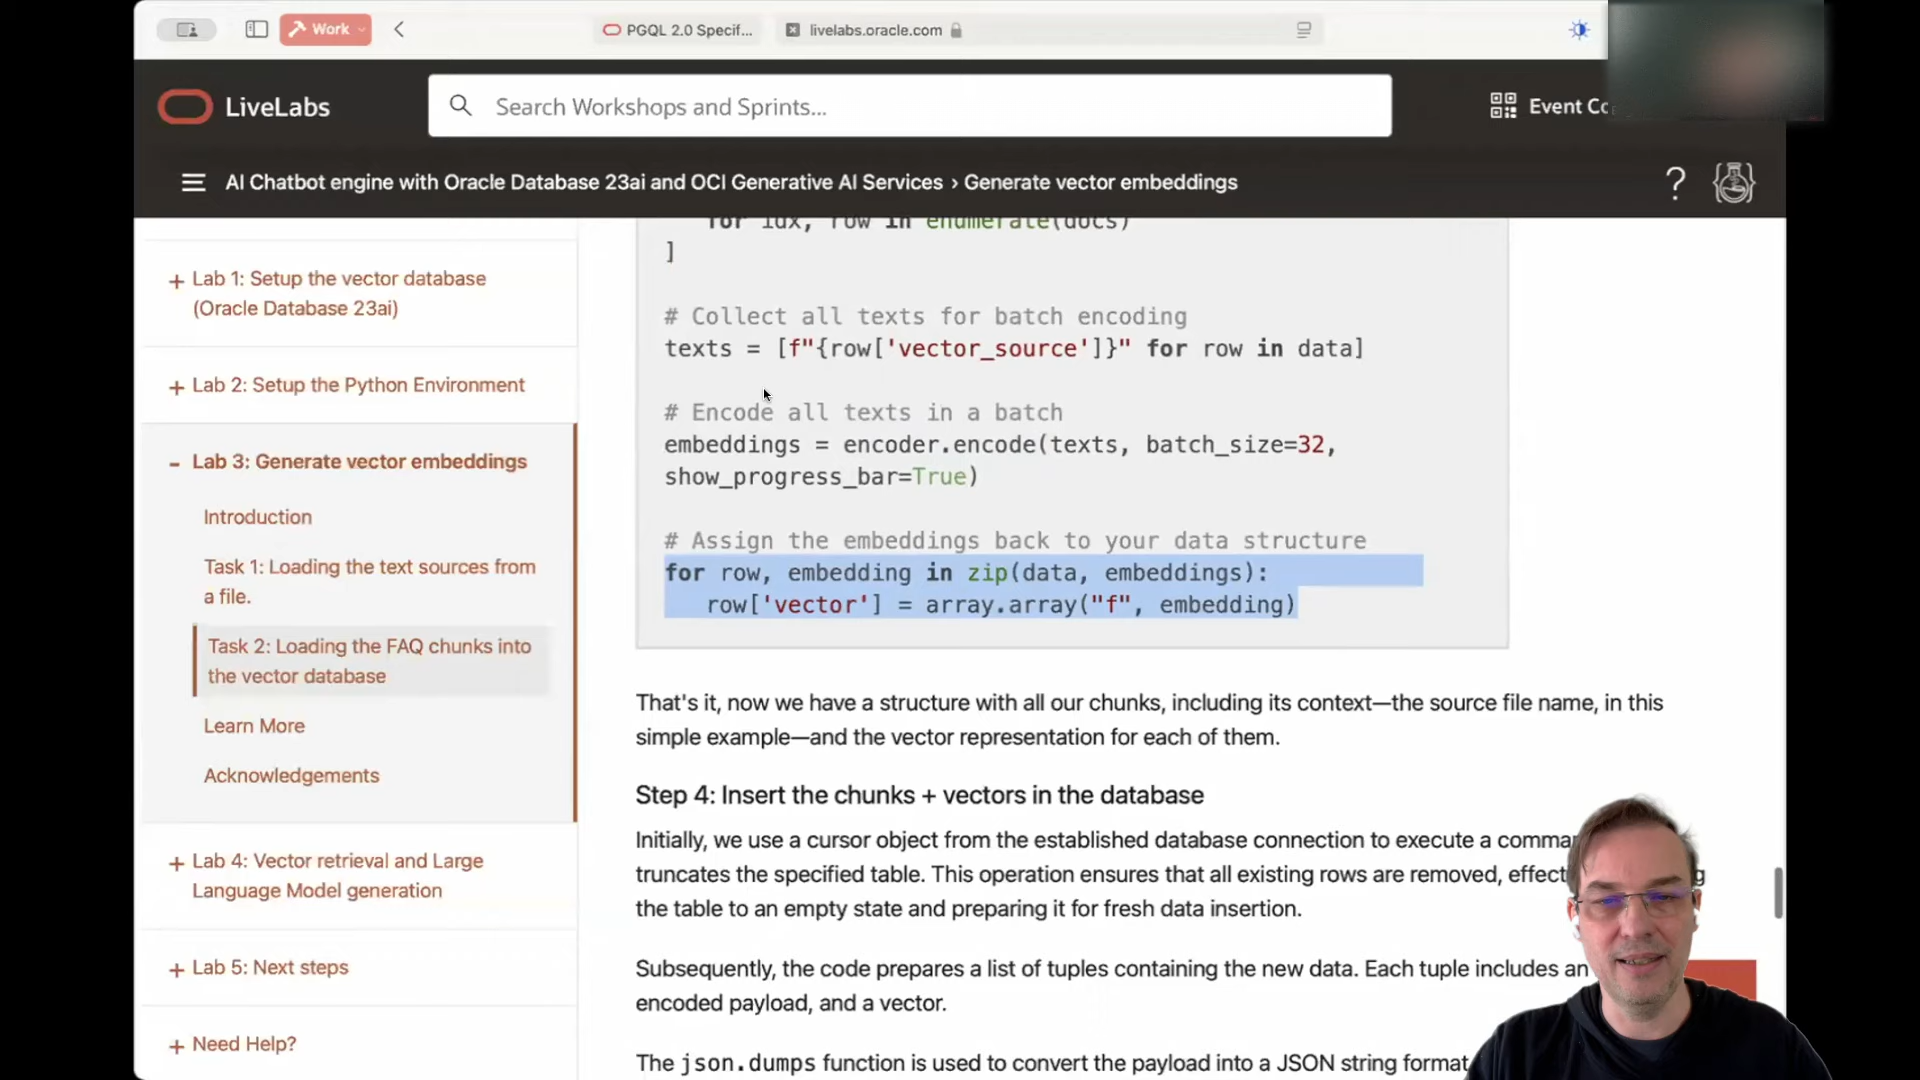 Work
PGQL 2.0 Specif...
livelabs.oracle.com
LiveLabs
Search Workshops and Sprints...
Event Co
AI Chatbot engine with Oracle Database 23ai and OCI Generative AI Services › Generate vector embeddings
?
+ Lab 1: Setup the vector database
(Oracle Database 23ai)
+ Lab 2: Setup the Python Environment
- Lab 3: Generate vector embeddings
Introduction
Task 1: Loading the text sources from
a file.
Task 2: Loading the FAQ chunks into
the vector database
Learn More
Acknowledgements
+ Lab 4: Vector retrieval and Large
Language Model generation
+ Lab 5: Next steps
+ Need Help?
for idx, row in enumerate(docs)
]
# Collect all texts for batch encoding
texts = [f"{row['vector_source']}" for row in data]
# Encode all texts in a batch
embeddings = encoder.encode(texts, batch_size=32,
show_progress_bar=True)
# Assign the embeddings back to your data structure
for row, embedding in zip(data, embeddings):
row['vector'] = array.array("f", embedding)
That's it, now we have a structure with all our chunks, including its context—the source file name, in this
simple example—and the vector representation for each of them.
Step 4: Insert the chunks + vectors in the database
Initially, we use a cursor object from the established database connection to execute a comman
truncates the specified table. This operation ensures that all existing rows are removed, effect g
the table to an empty state and preparing it for fresh data insertion.
Subsequently, the code prepares a list of tuples containing the new data. Each tuple includes an
encoded payload, and a vector.
The json.dumps function is used to convert the payload into a JSON string format